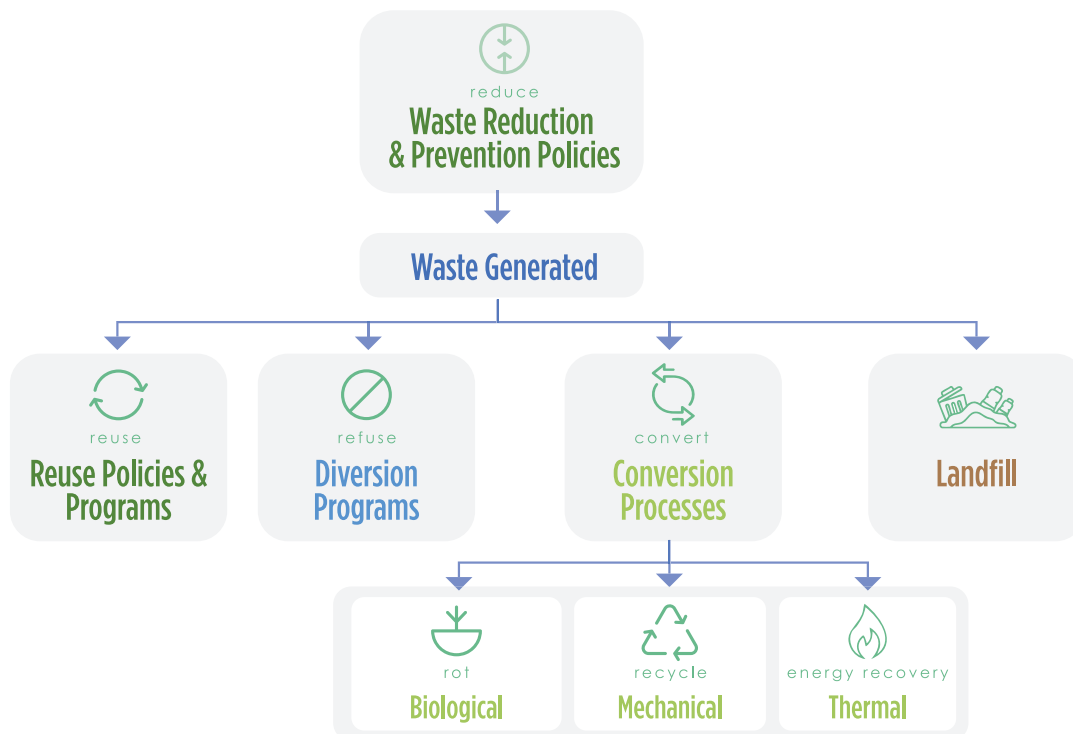 reduce
Waste Reduction
& Prevention Policies
Waste Generated
reuse
Reuse Policies &
Programs
refuse
Diversion
Programs
convert
Conversion
Processes
Landfill
rot
Biological
recycle
Mechanical
energy recovery
Thermal